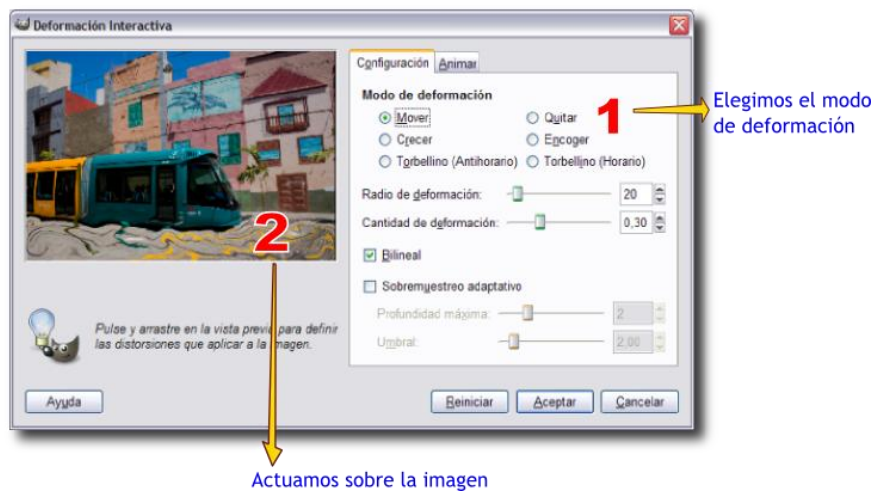 Deformación Interactiva
Configuración Animar
Modo de deformación
Mover Quitar
Crecer Encoger
Torbellino (Antihorario) Torbellino (Horario)
1
Elegimos el modo
de deformación
Radio de deformación: 20
Cantidad de deformación: 0,30
Bilineal
Sobremuestreo adaptativo
Profundidad máxima: 2
Umbral: 2,00
2
Pulse y arrastre en la vista previa para definir
las distorsiones que aplicar a la imagen.
Ayuda Reiniciar Aceptar Cancelar
Actuamos sobre la imagen